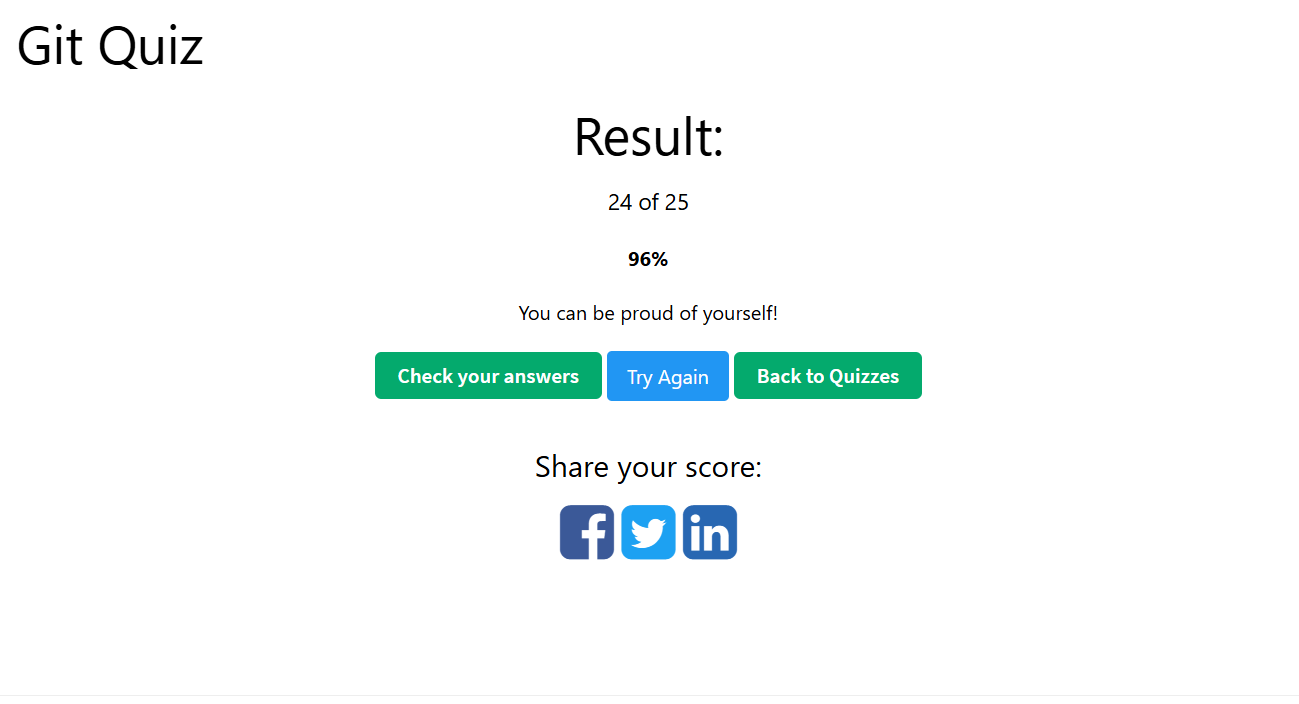 Git Quiz
Result:
24 of 25
96%
You can be proud of yourself!
Check your answers Try Again Back to Quizzes
Share your score:
f in